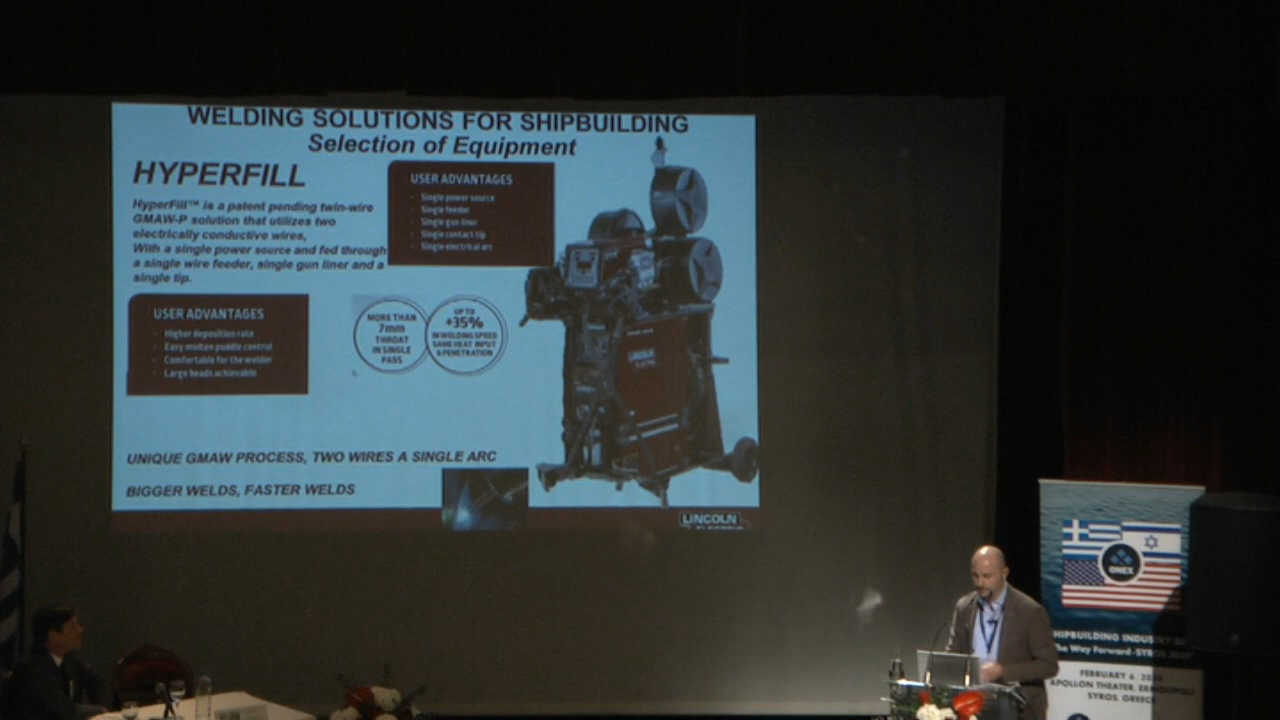 WELDING SOLUTIONS FOR SHIPBUILDING
Selection of Equipment
HYPERFILL
HyperFill™ is a patent pending twin-wire
GMAW-P solution that utilizes two
electrically conductive wires,
With a single power source and fed through
a single wire feeder, single gun liner and a
single tip.
USER ADVANTAGES
- Single power source
- Single feeder
- Single gun liner
- Single contact tip
- Single electrical arc
USER ADVANTAGES
- Higher deposition rate
- Easy molten puddle control
- Comfortable for the welder
- Large beads achievable
MORE THAN
7mm
THROAT
IN SINGLE
PASS
UP TO
+35%
IN WELDING SPEED
SAME HEAT INPUT
& PENETRATION
LINCOLN
UNIQUE GMAW PROCESS, TWO WIRES A SINGLE ARC
BIGGER WELDS, FASTER WELDS
LINCOLN
ONEX
SHIPBUILDING INDUSTRY
The Way Forward-SYROS
FEBRUARY 6,
APOLLON THEATER, ERMOUPOLI
SYROS, GREECE